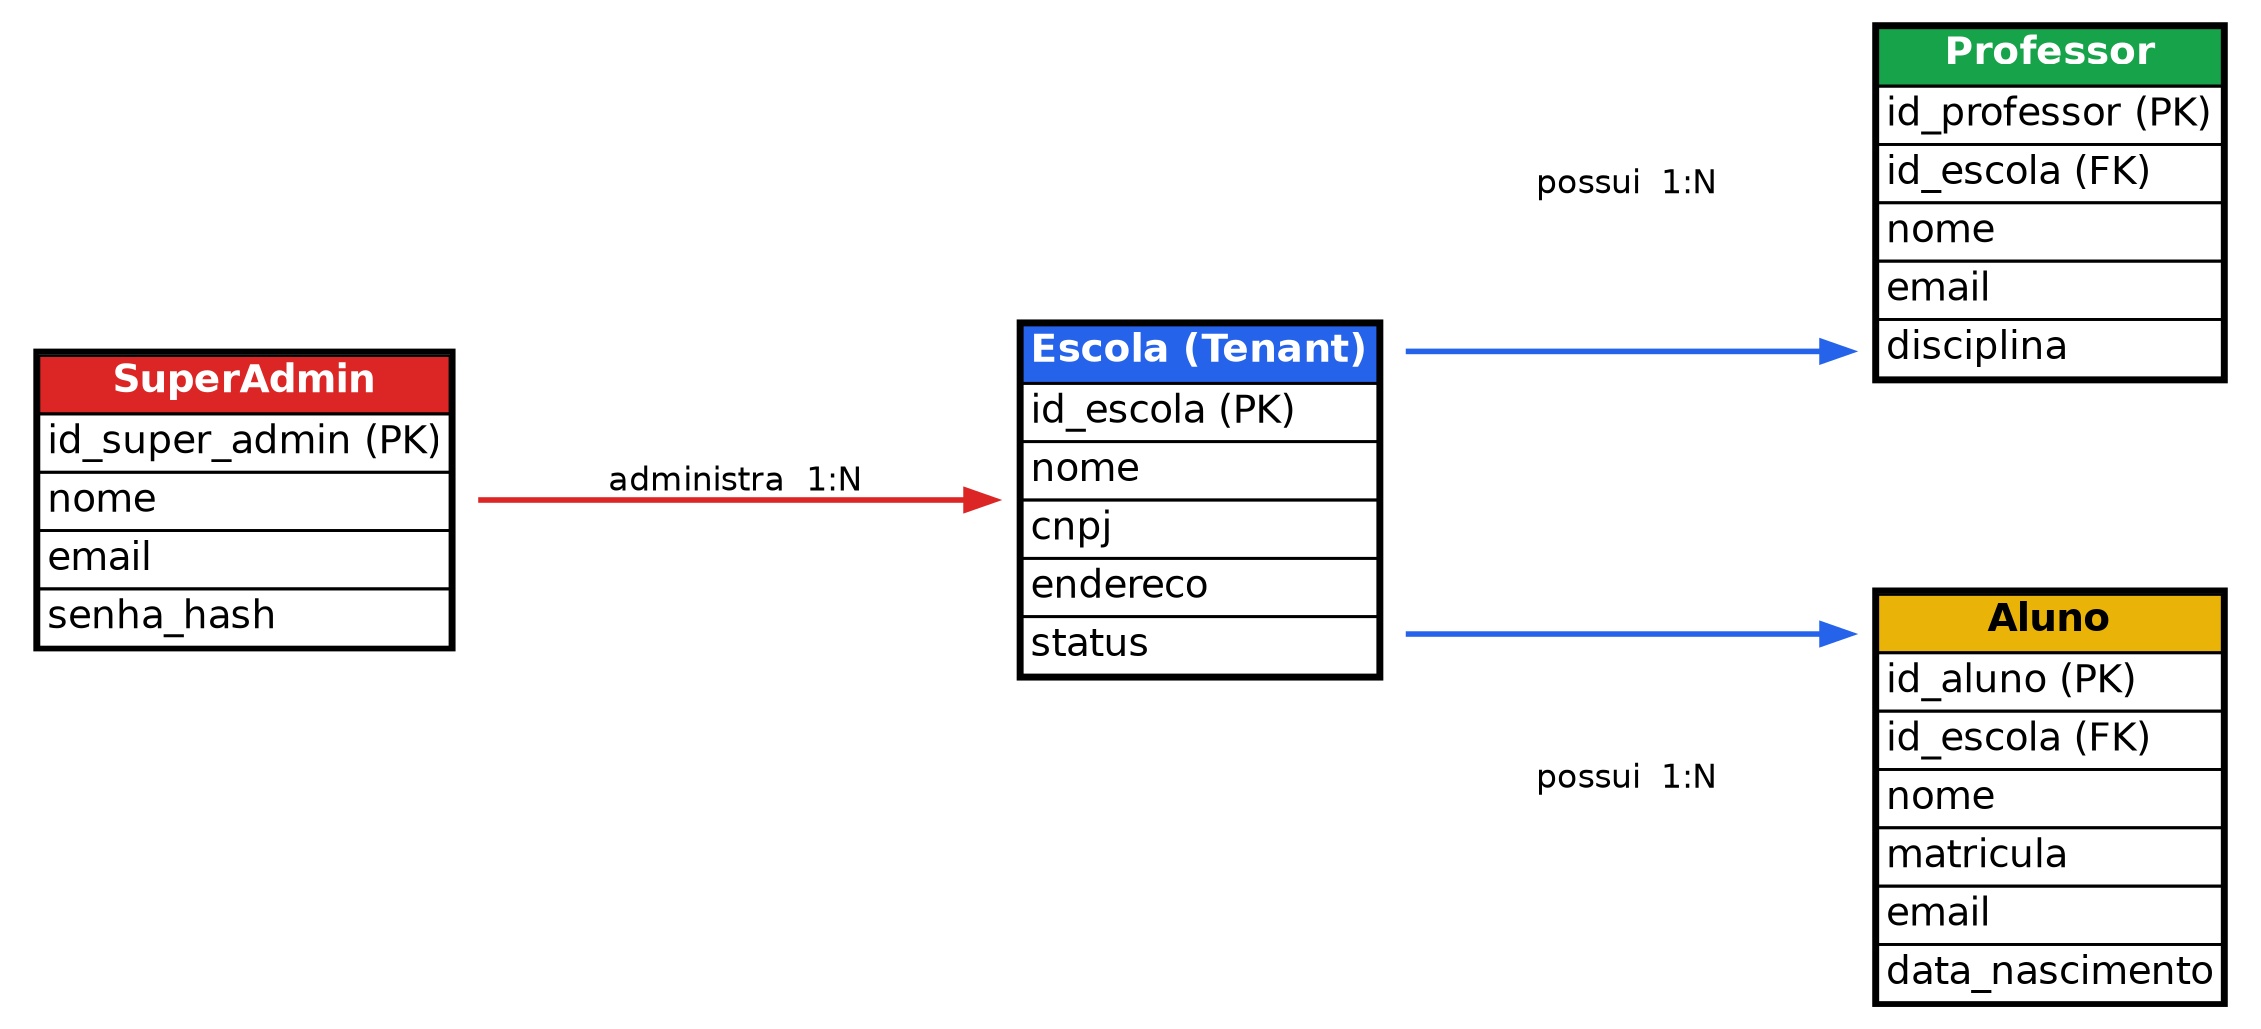 SuperAdmin
id_super_admin (PK)
nome
email
senha_hash
administra 1:N
Escola (Tenant)
id_escola (PK)
nome
cnpj
endereco
status
possui 1:N
Professor
id_professor (PK)
id_escola (FK)
nome
email
disciplina
possui 1:N
Aluno
id_aluno (PK)
id_escola (FK)
nome
matricula
email
data_nascimento